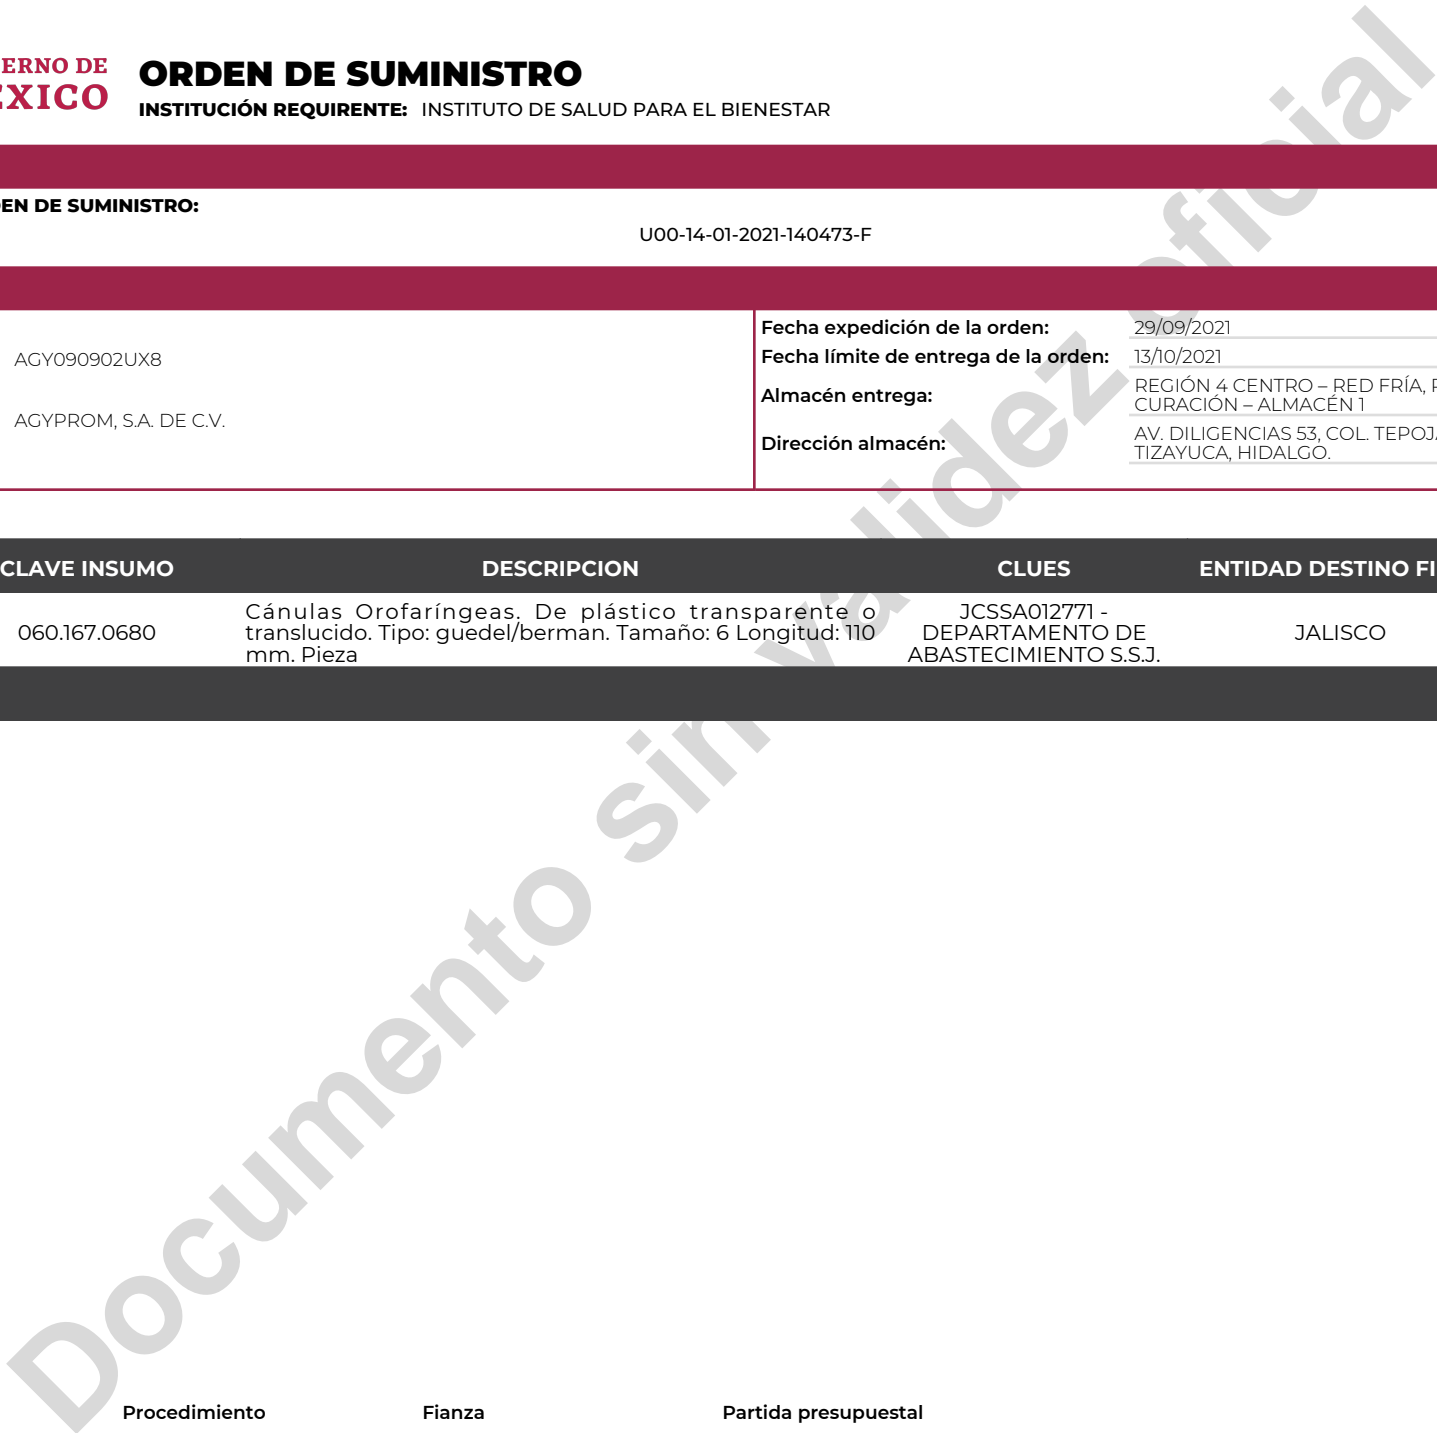 ERNO DE
ÉXICO
ORDEN DE SUMINISTRO
INSTITUCIÓN REQUIRENTE: INSTITUTO DE SALUD PARA EL BIENESTAR
EN DE SUMINISTRO:
U00-14-01-2021-140473-F
AGY090902UX8
AGYPROM, S.A. DE C.V.
Fecha expedición de la orden: 29/09/2021
Fecha límite de entrega de la orden: 13/10/2021
Almacén entrega: REGIÓN 4 CENTRO – RED FRÍA,
CURACIÓN – ALMACÉN 1
Dirección almacén: AV. DILIGENCIAS 53, COL. TEPOJ
TIZAYUCA, HIDALGO.
CLAVE INSUMO DESCRIPCION CLUES ENTIDAD DESTINO FI
060.167.0680
Cánulas Orofaríngeas. De plástico transparente o
translucido. Tipo: guedel/berman. Tamaño: 6 Longitud: 110
mm. Pieza
JCSSA012771 -
DEPARTAMENTO DE
ABASTECIMIENTO S.S.J.
JALISCO
Documento sin validez oficial
Procedimiento Fianza Partida presupuestal